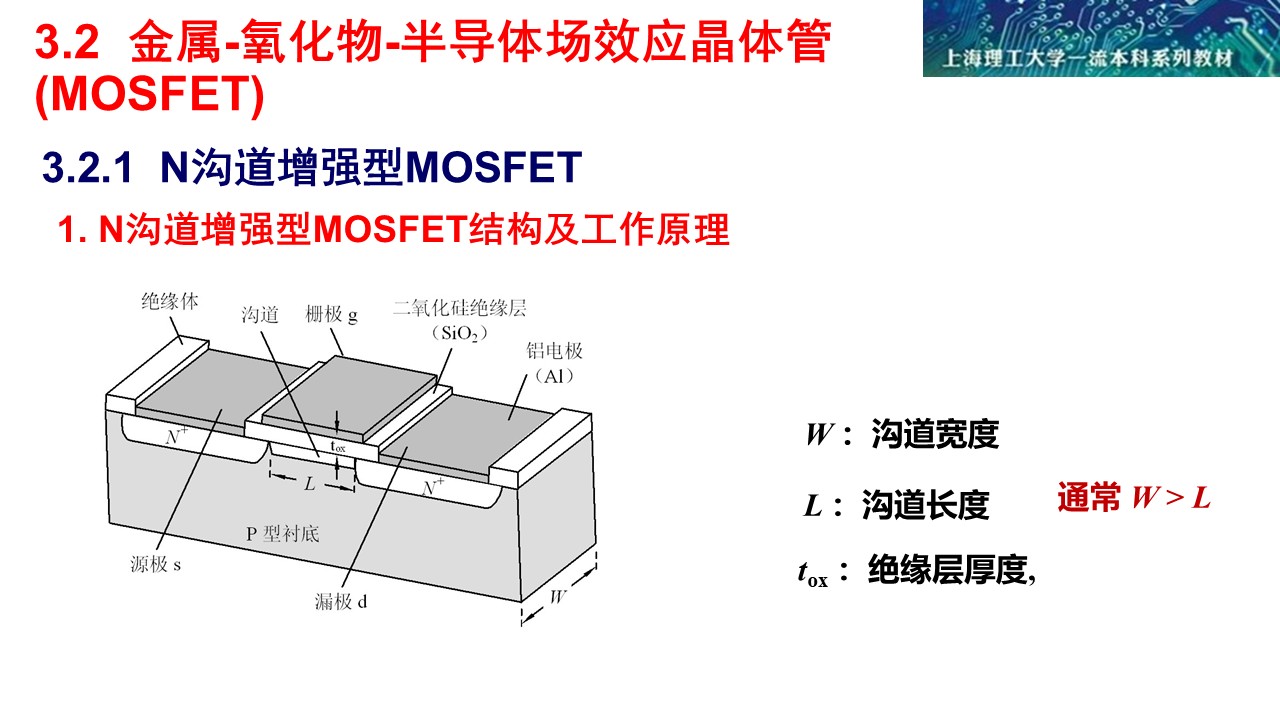 3.2 金属-氧化物-半导体场效应晶体管
(MOSFET)
上海理工大学一流本科系列教材
3.2.1 N沟道增强型MOSFET
1. N沟道增强型MOSFET结构及工作原理
绝缘体
沟道
栅极 g
二氧化硅绝缘层
（SiO₂）
铝电极
（Al）
N⁺
tₒₓ
L
N⁺
P 型衬底
源极 s
漏极 d
W
W： 沟道宽度
L： 沟道长度
通常 W > L
tₒₓ： 绝缘层厚度,